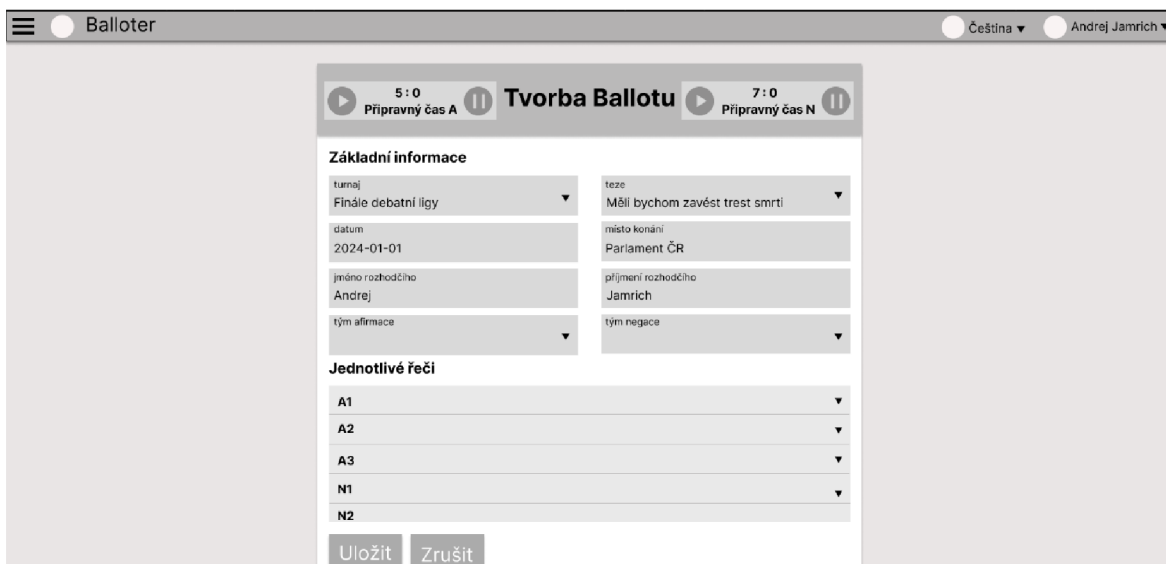 Balloter
Čeština
Andrej Jamrich
5 : 0
Přípravný čas A
Tvorba Ballotu
7 : 0
Přípravný čas N
Základní informace
turnaj
Finále debatní ligy
teze
Měli bychom zavést trest smrti
datum
2024-01-01
místo konání
Parlament ČR
jméno rozhodčího
Andrej
příjmení rozhodčího
Jamrich
tým afirmace
tým negace
Jednotlivé řeči
A1
A2
A3
N1
N2
Uložit
Zrušit